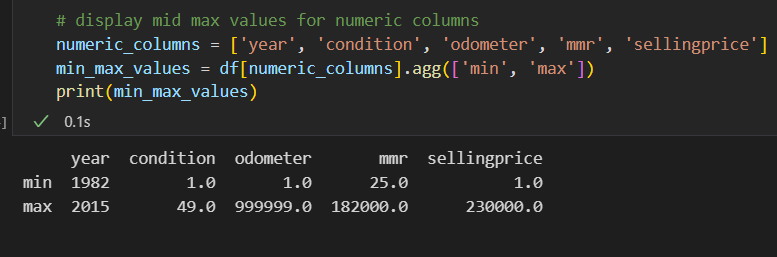 # display mid max values for numeric columns
numeric_columns = ['year', 'condition', 'odometer', 'mmr', 'sellingprice']
min_max_values = df[numeric_columns].agg(['min', 'max'])
print(min_max_values)
] ✓ 0.1s
year condition odometer mmr sellingprice
min 1982 1.0 1.0 25.0 1.0
max 2015 49.0 999999.0 182000.0 230000.0